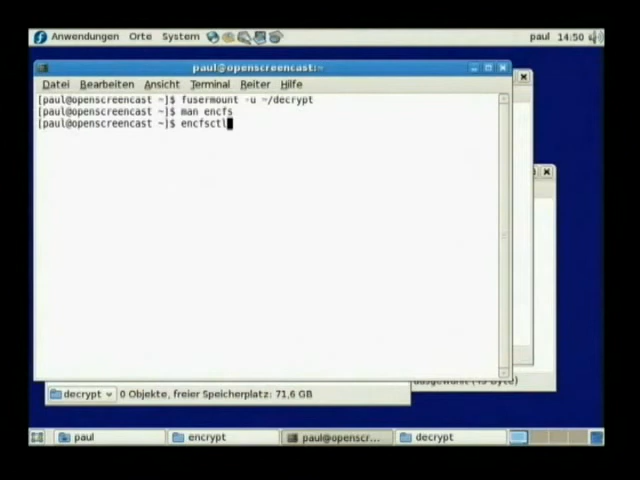 Anwendungen Orte System paul 14:50
paul@openscreencast:~
Datei Bearbeiten Ansicht Terminal Reiter Hilfe
[paul@openscreencast ~]$ fusermount -u ~/decrypt
[paul@openscreencast ~]$ man encfs
[paul@openscreencast ~]$ encfsctl
decrypt 0 Objekte, freier Speicherplatz: 71,6 GB
paul encrypt paul@openscr... decrypt